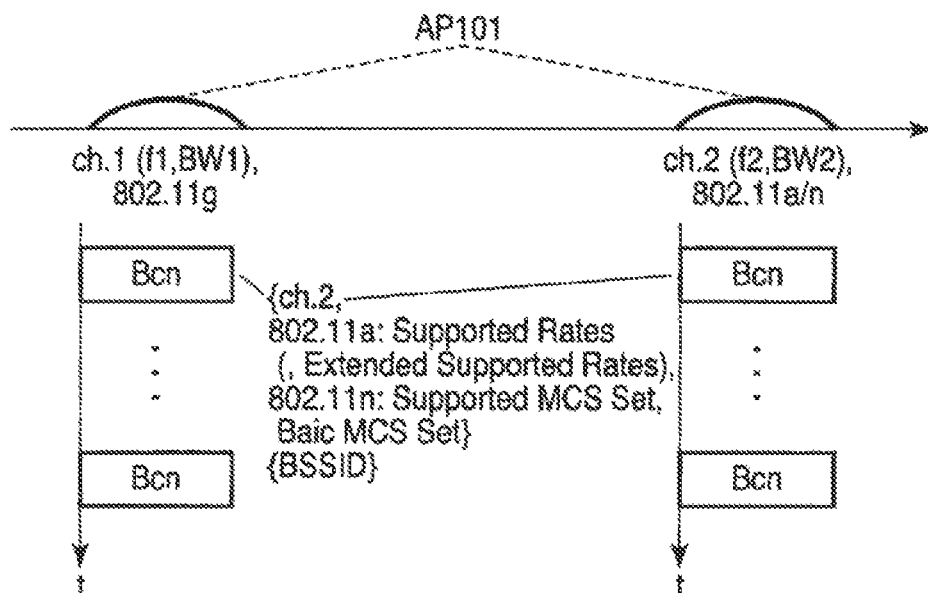 AP101
ch.1 (f1,BW1),
802.11g
ch.2 (f2,BW2),
802.11a/n
Bcn
Bcn
{ch.2,
802.11a: Supported Rates
(, Extended Supported Rates),
802.11n: Supported MCS Set,
Baic MCS Set}
{BSSID}
Bcn
Bcn
t
t